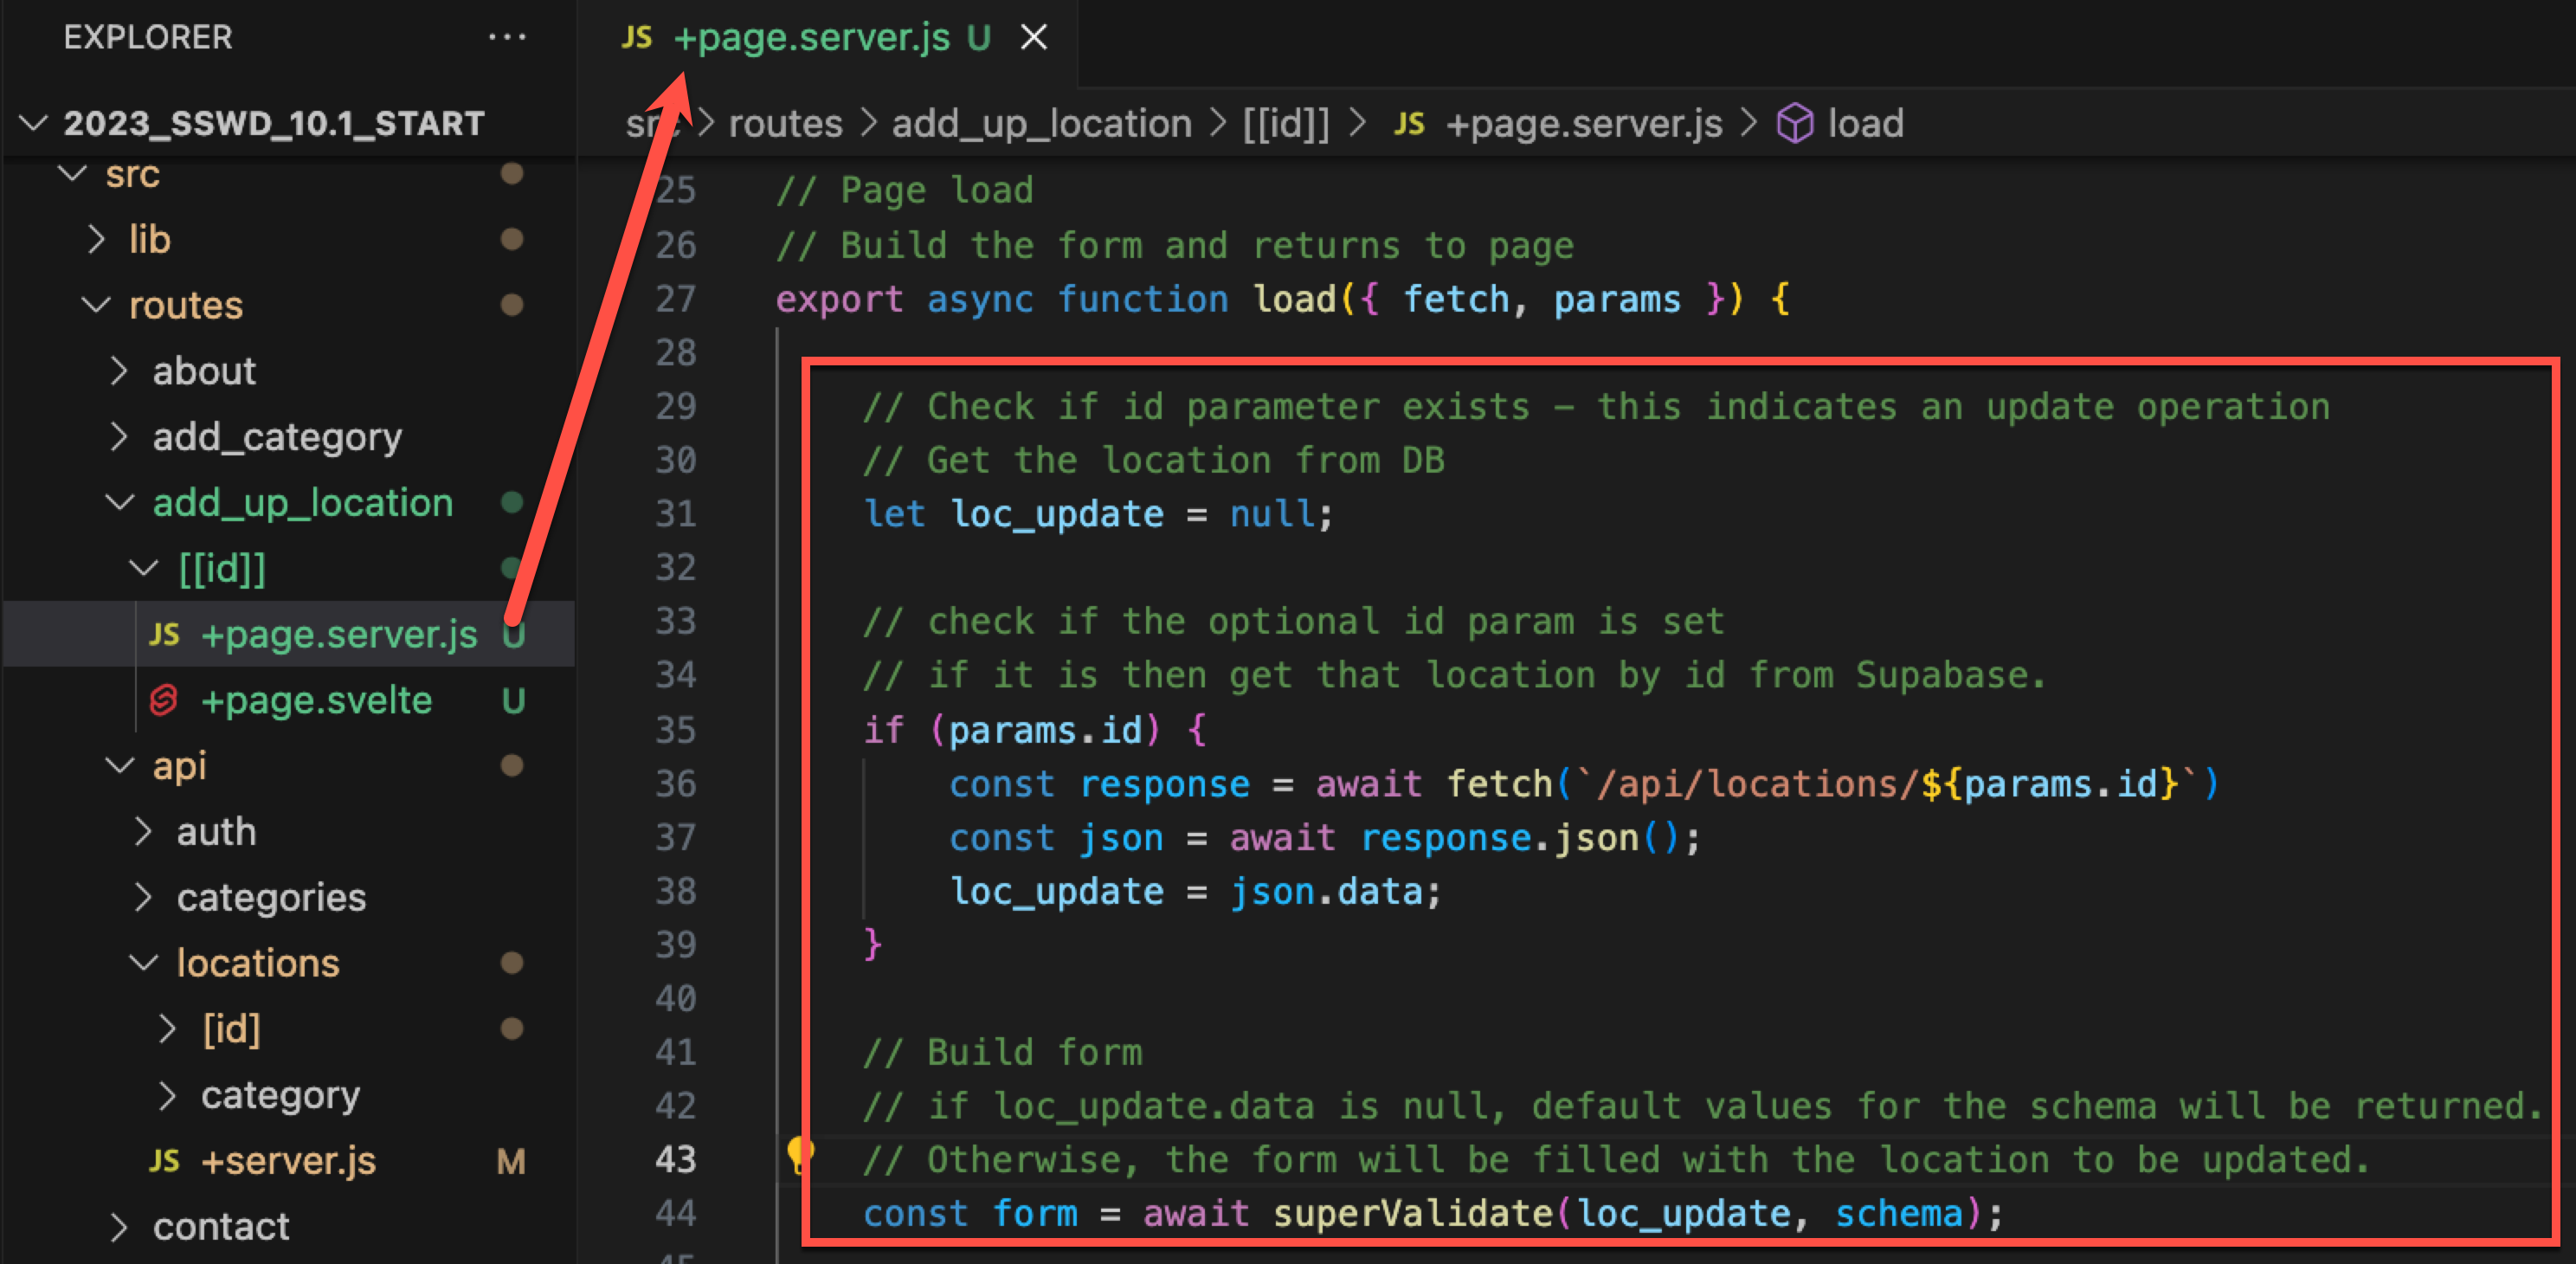 EXPLORER
2023_SSWD_10.1_START
src
lib
routes
about
add_category
add_up_location
[[id]]
JS +page.server.js U
+page.svelte U
api
auth
categories
locations
[id]
category
JS +server.js M
contact
JS +page.server.js U
src > routes > add_up_location > [[id]] > JS +page.server.js > load
25 // Page load
26 // Build the form and returns to page
27 export async function load({ fetch, params }) {
28
29 // Check if id parameter exists – this indicates an update operation
30 // Get the location from DB
31 let loc_update = null;
32
33 // check if the optional id param is set
34 // if it is then get that location by id from Supabase.
35 if (params.id) {
36 const response = await fetch(`/api/locations/${params.id}`)
37 const json = await response.json();
38 loc_update = json.data;
39 }
40
41 // Build form
42 // if loc_update.data is null, default values for the schema will be returned.
43 // Otherwise, the form will be filled with the location to be updated.
44 const form = await superValidate(loc_update, schema);